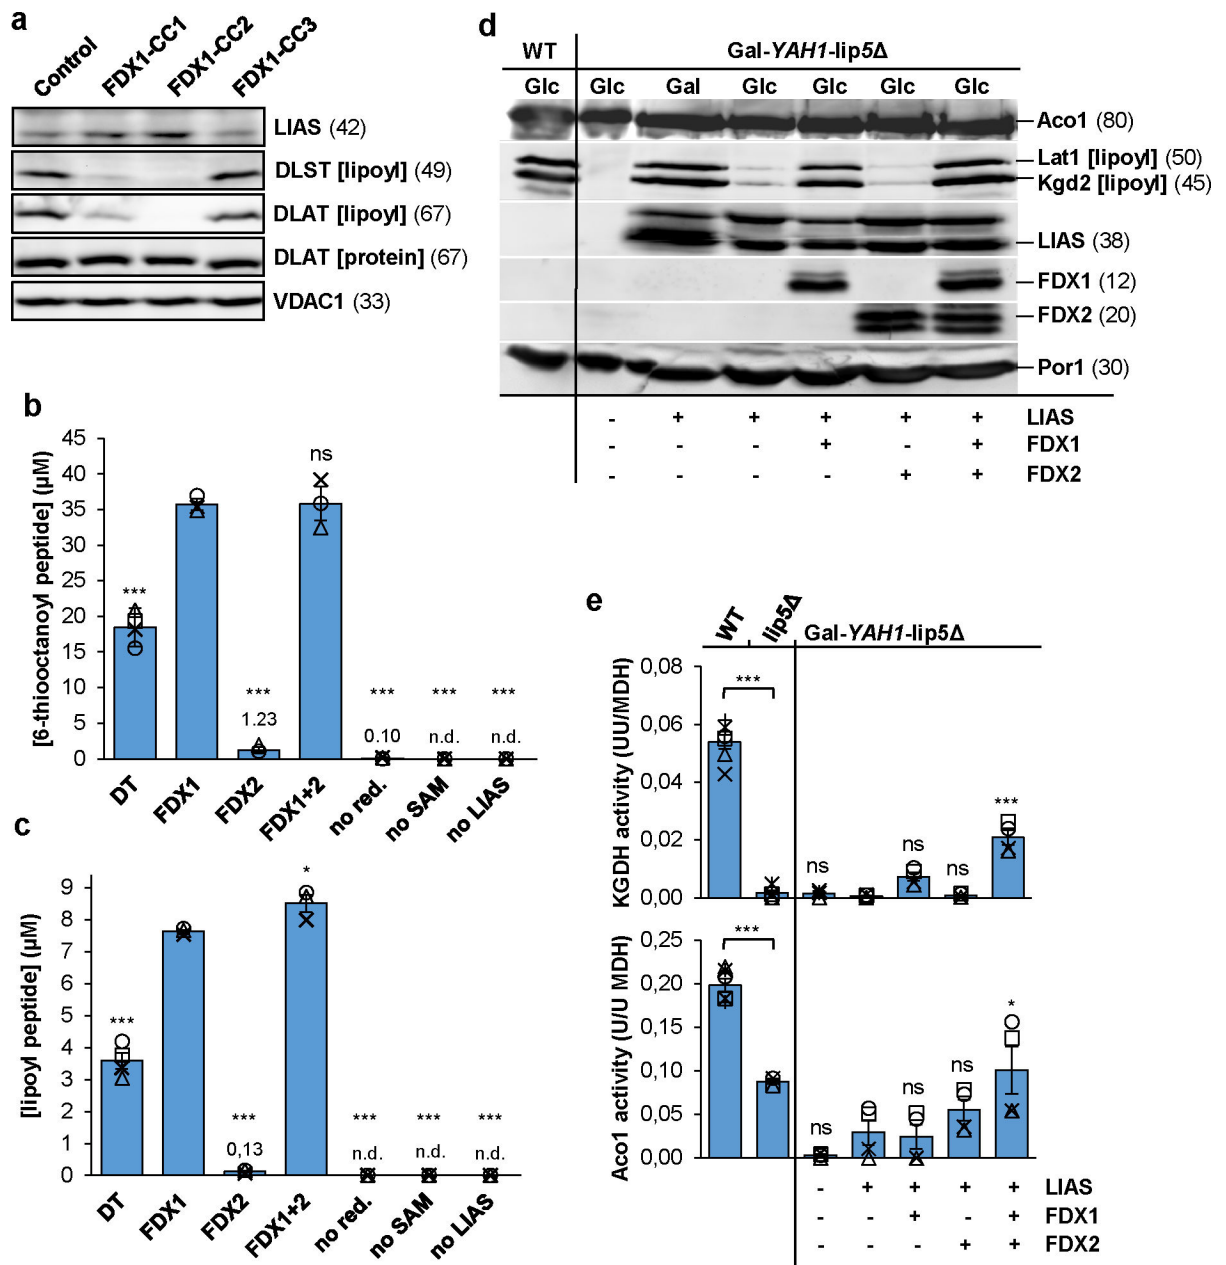 a
Control
FDX1-CC1
FDX1-CC2
FDX1-CC3
LIAS (42)
DLST [lipoyl] (49)
DLAT [lipoyl] (67)
DLAT [protein] (67)
VDAC1 (33)
b
[6-thiooctanoyl peptide] (µM)
45
40
35
30
25
20
15
10
5
0
***
***
1.23
ns
***
0.10
***
n.d.
***
n.d.
DT
FDX1
FDX2
FDX1+2
no red.
no SAM
no LIAS
c
[lipoyl peptide] (µM)
9
8
7
6
5
4
3
2
1
0
***
***
0,13
*
***
n.d.
***
n.d.
***
n.d.
DT
FDX1
FDX2
FDX1+2
no red.
no SAM
no LIAS
d
WT Gal-YAH1-lip5Δ
Glc Glc Gal Glc Glc Glc Glc
Aco1 (80)
Lat1 [lipoyl] (50)
Kgd2 [lipoyl] (45)
LIAS (38)
FDX1 (12)
FDX2 (20)
Por1 (30)
- + + + + + LIAS
- - - + - + FDX1
- - - - + + FDX2
e
WT
lip5Δ
Gal-YAH1-lip5Δ
KGDH activity (UU/MDH)
0,08
0,06
0,04
0,02
0,00
***
ns
ns
ns
***
Aco1 activity (U/U MDH)
0,25
0,20
0,15
0,10
0,05
0,00
***
ns
ns
ns
*
- + + + + LIAS
- - + - + FDX1
- - - + + FDX2